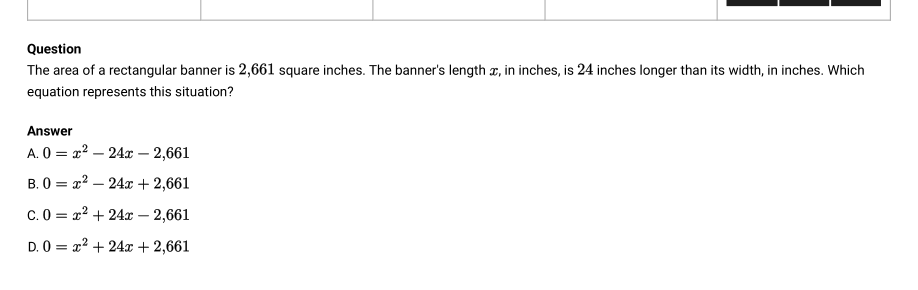 Question
The area of a rectangular banner is 2,661 square inches. The banner's length x, in inches, is 24 inches longer than its width, in inches. Which
equation represents this situation?
Answer
A. 0 = x² − 24x − 2,661
B. 0 = x² − 24x + 2,661
C. 0 = x² + 24x − 2,661
D. 0 = x² + 24x + 2,661